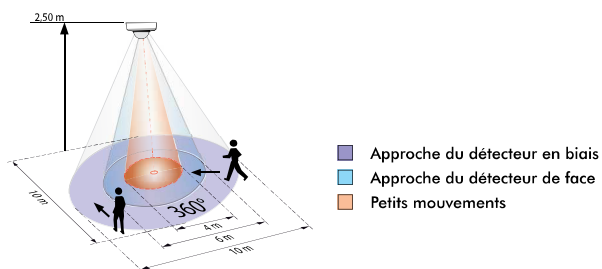 2,50 m
10 m
360°
4 m
6 m
10 m
Approche du détecteur en biais
Approche du détecteur de face
Petits mouvements